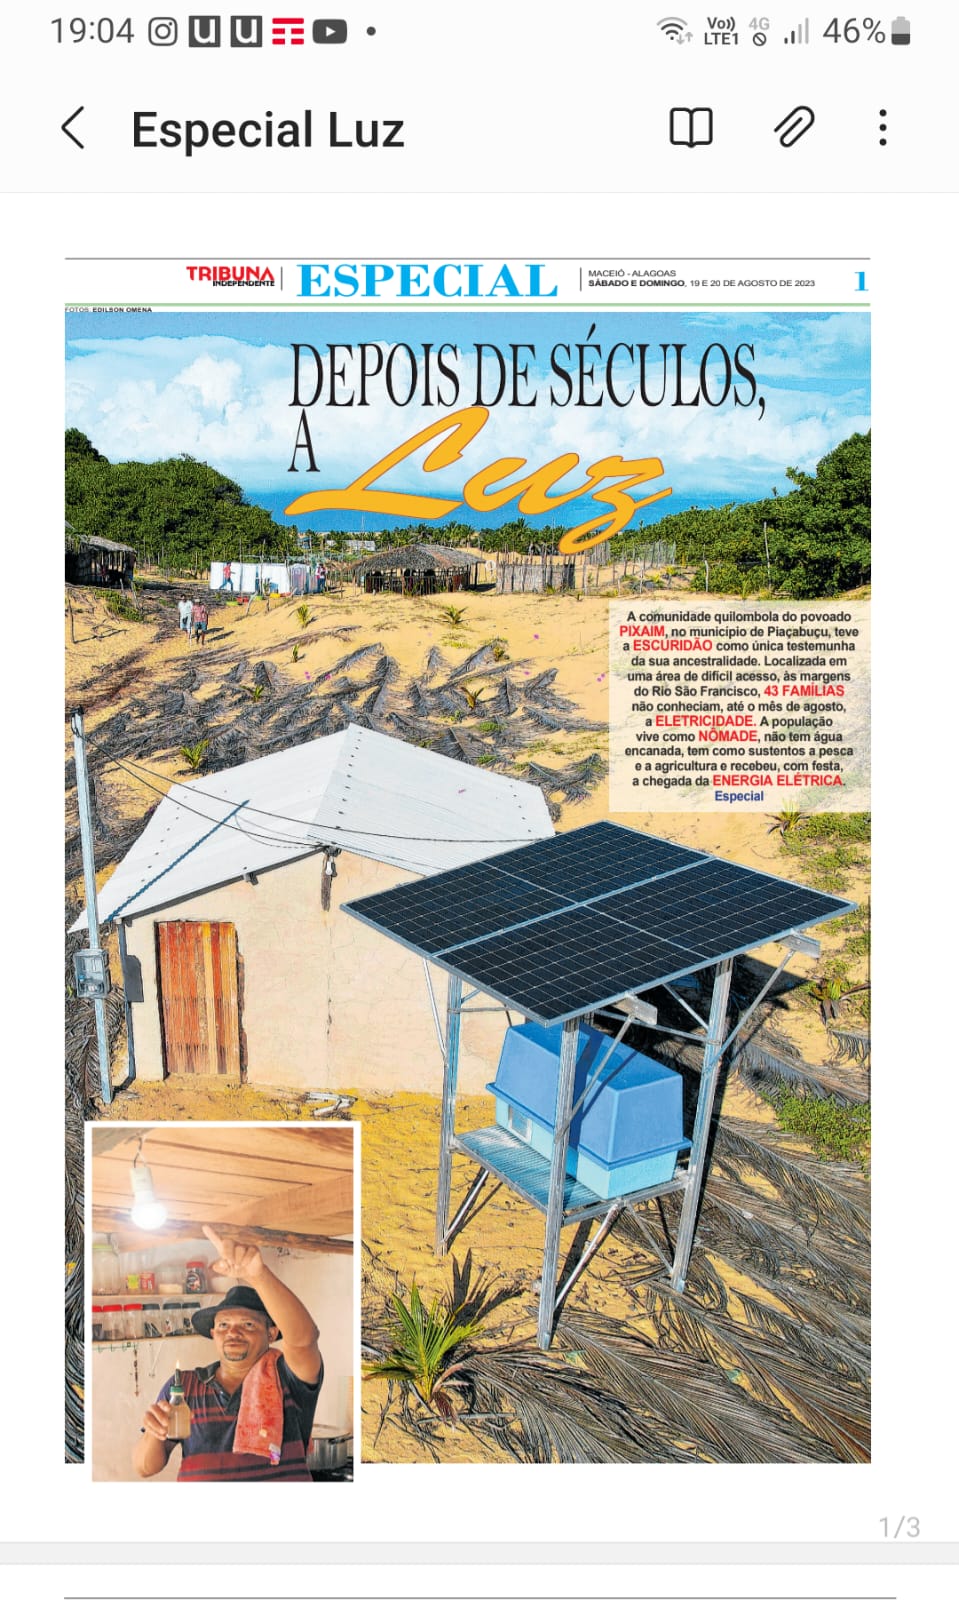 19:04
Vo)) LTE1 4G 46%
Especial Luz
TRIBUNA INDEPENDENTE
ESPECIAL
MACEIÓ - ALAGOAS
SÁBADO E DOMINGO, 19 E 20 DE AGOSTO DE 2023
1
FOTOS: EDILSON OMENA
DEPOIS DE SÉCULOS,
A Luz
A comunidade quilombola do povoado
PIXAIM, no município de Piaçabuçu, teve
a ESCURIDÃO como única testemunha
da sua ancestralidade. Localizada em
uma área de difícil acesso, às margens
do Rio São Francisco, 43 FAMÍLIAS
não conheciam, até o mês de agosto,
a ELETRICIDADE. A população
vive como NÔMADE, não tem água
encanada, tem como sustentos a pesca
e a agricultura e recebeu, com festa,
a chegada da ENERGIA ELÉTRICA.
Especial
1/3